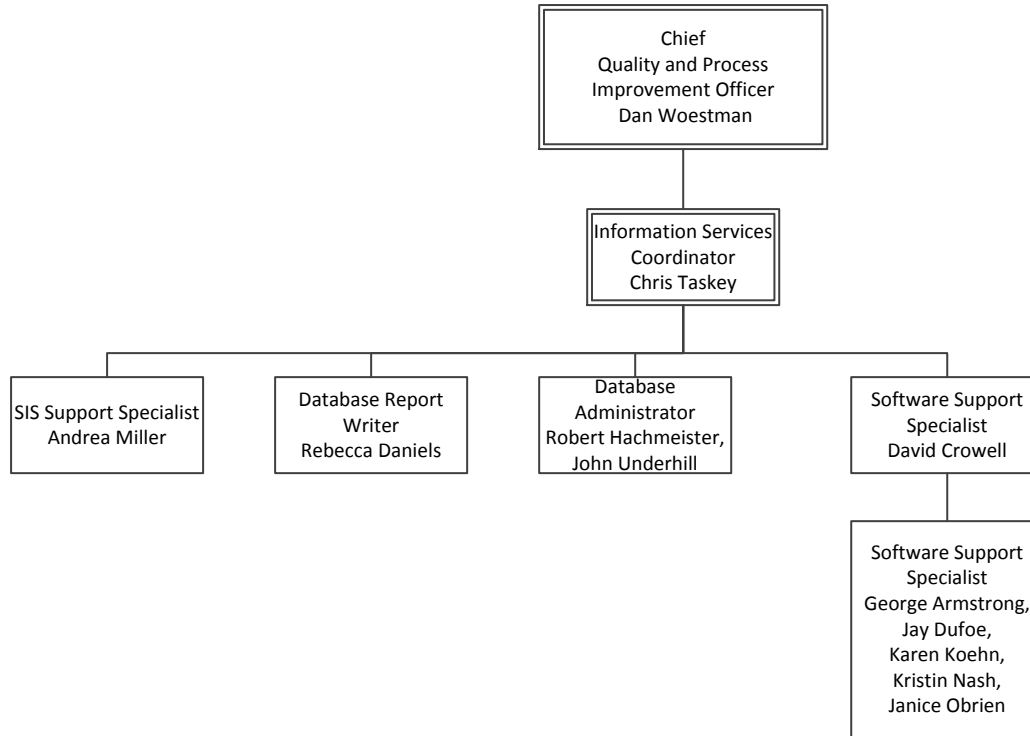 Chief
Quality and Process
Improvement Officer
Dan Woestman
Information Services
Coordinator
Chris Taskey
SIS Support Specialist
Andrea Miller
Database Report
Writer
Rebecca Daniels
Database
Administrator
Robert Hachmeister,
John Underhill
Software Support
Specialist
David Crowell
Software Support
Specialist
George Armstrong,
Jay Dufoe,
Karen Koehn,
Kristin Nash,
Janice Obrien